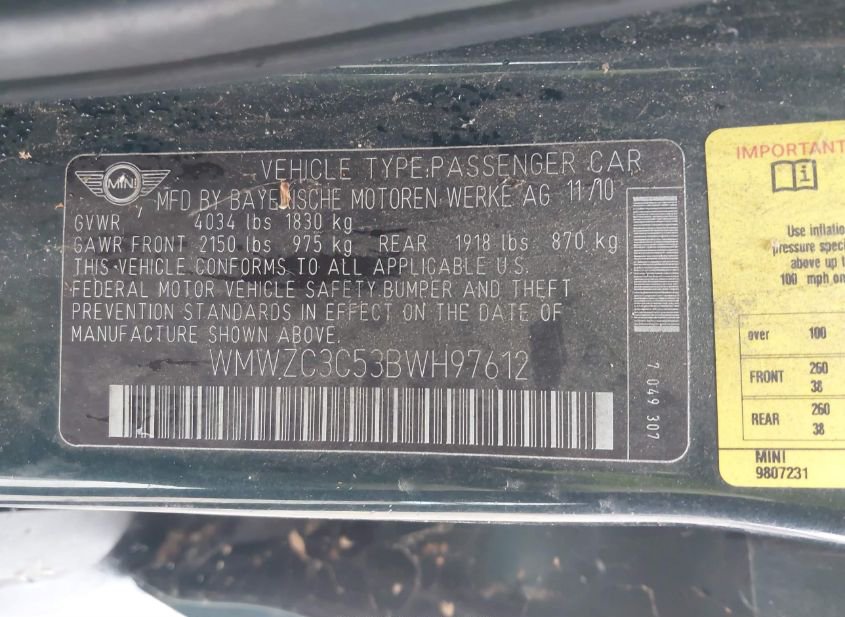 MINI
VEHICLE TYPE:PASSENGER CAR
MFD BY BAYERISCHE MOTOREN WERKE AG 11/10
GVWR 4034 lbs 1830 kg
GAWR FRONT 2150 lbs 975 kg REAR 1918 lbs 870 kg
THIS VEHICLE CONFORMS TO ALL APPLICABLE U.S.
FEDERAL MOTOR VEHICLE SAFETY,BUMPER AND THEFT
PREVENTION STANDARDS IN EFFECT ON THE DATE OF
MANUFACTURE SHOWN ABOVE.
WMWZC3C53BWH97612
7 049 307
IMPORTANT
Use inflatio
pressure speci
above up t
100 mph on
over 100
FRONT 260
38
REAR 260
38
MINI
9807231